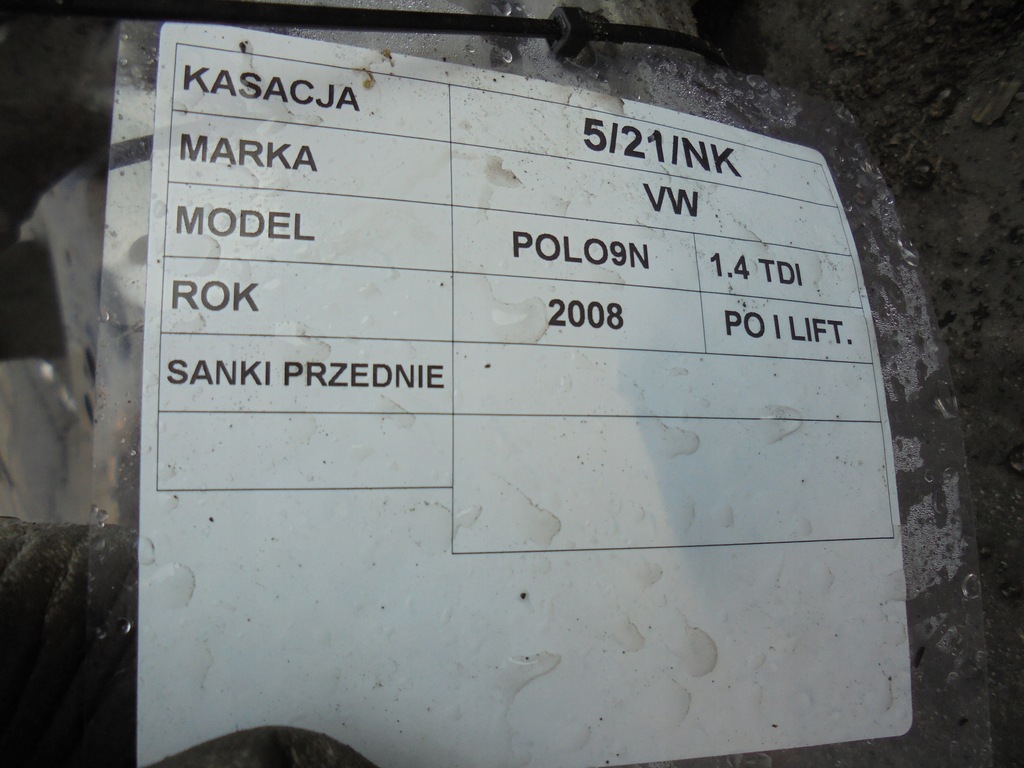 KASACJA 5/21/NK
MARKA VW
MODEL POLO9N 1.4 TDI
ROK 2008 PO I LIFT.
SANKI PRZEDNIE